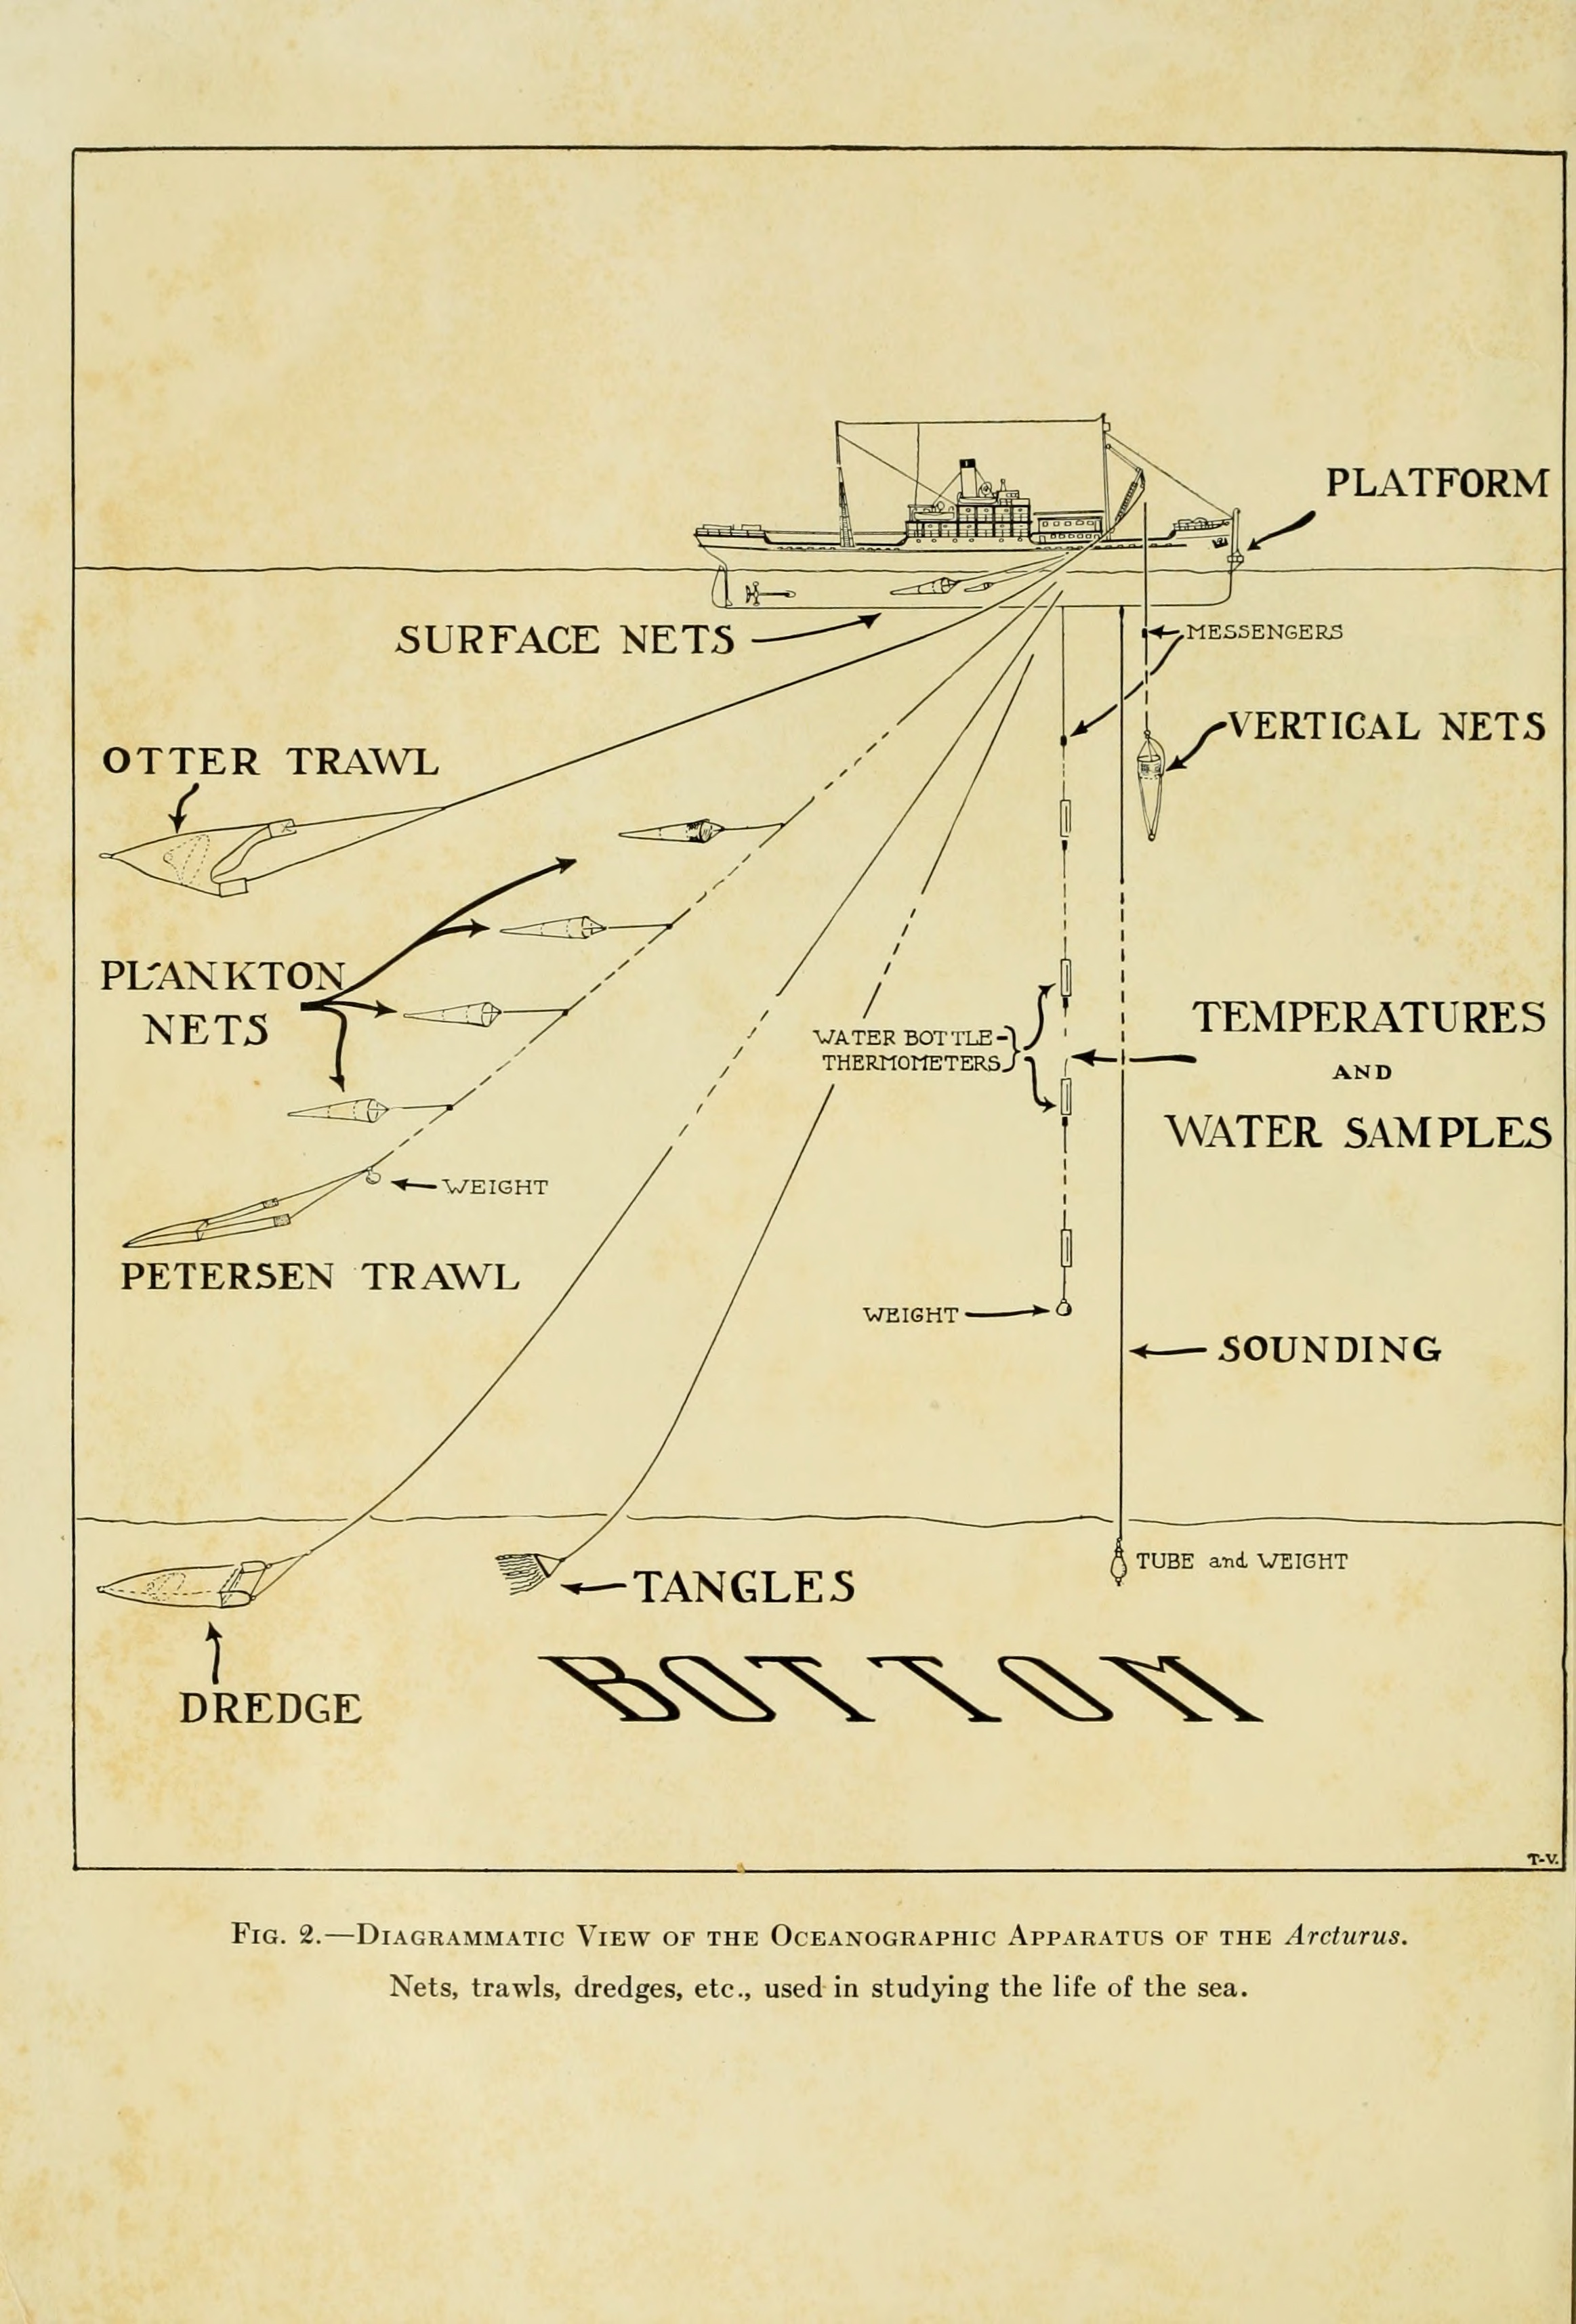 PLATFORM
SURFACE NETS
MESSENGERS
VERTICAL NETS
OTTER TRAWL
PLANKTON
NETS
WATER BOTTLE-
THERMOMETERS
TEMPERATURES
AND
WATER SAMPLES
WEIGHT
PETERSEN TRAWL
WEIGHT
SOUNDING
TUBE and WEIGHT
TANGLES
DREDGE
BOTTOM
T-V.
FIG. 2.—DIAGRAMMATIC VIEW OF THE OCEANOGRAPHIC APPARATUS OF THE Arcturus.
Nets, trawls, dredges, etc., used in studying the life of the sea.